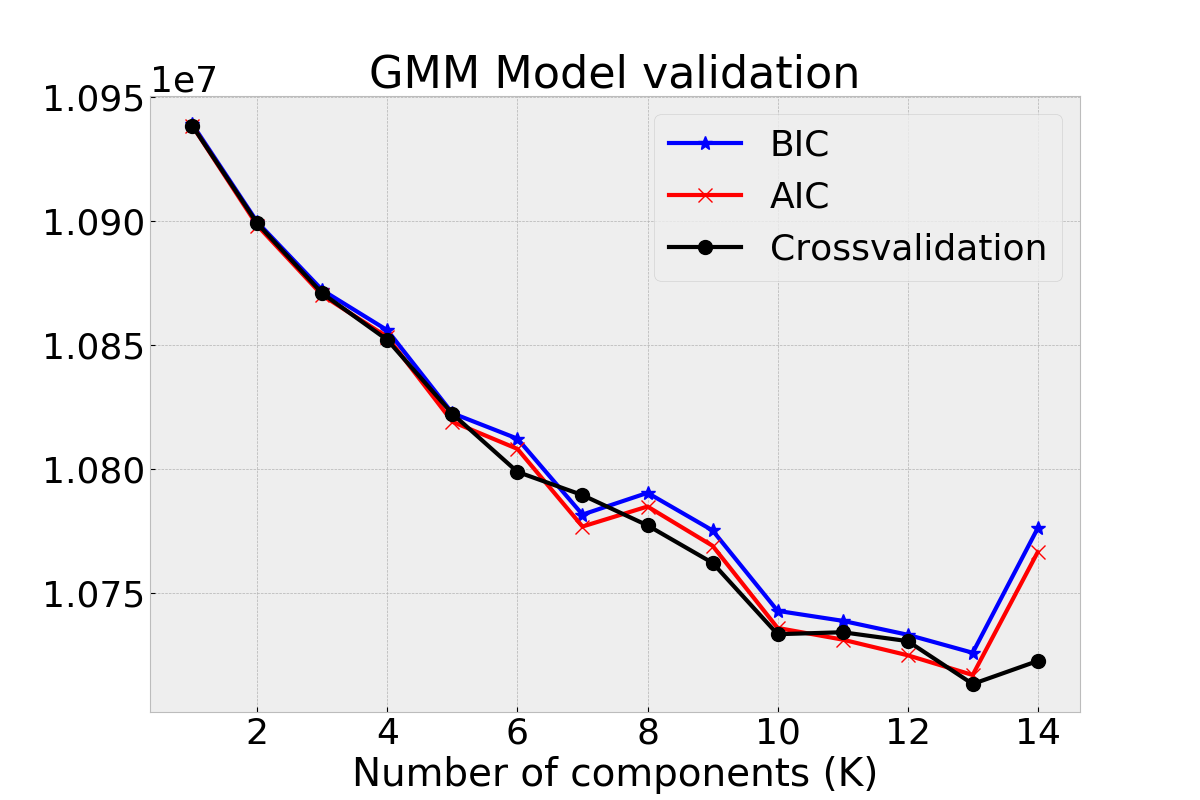 GMM Model validation
1e7
1.095
1.090
1.085
1.080
1.075
BIC
AIC
Crossvalidation
2 4 6 8 10 12 14
Number of components (K)